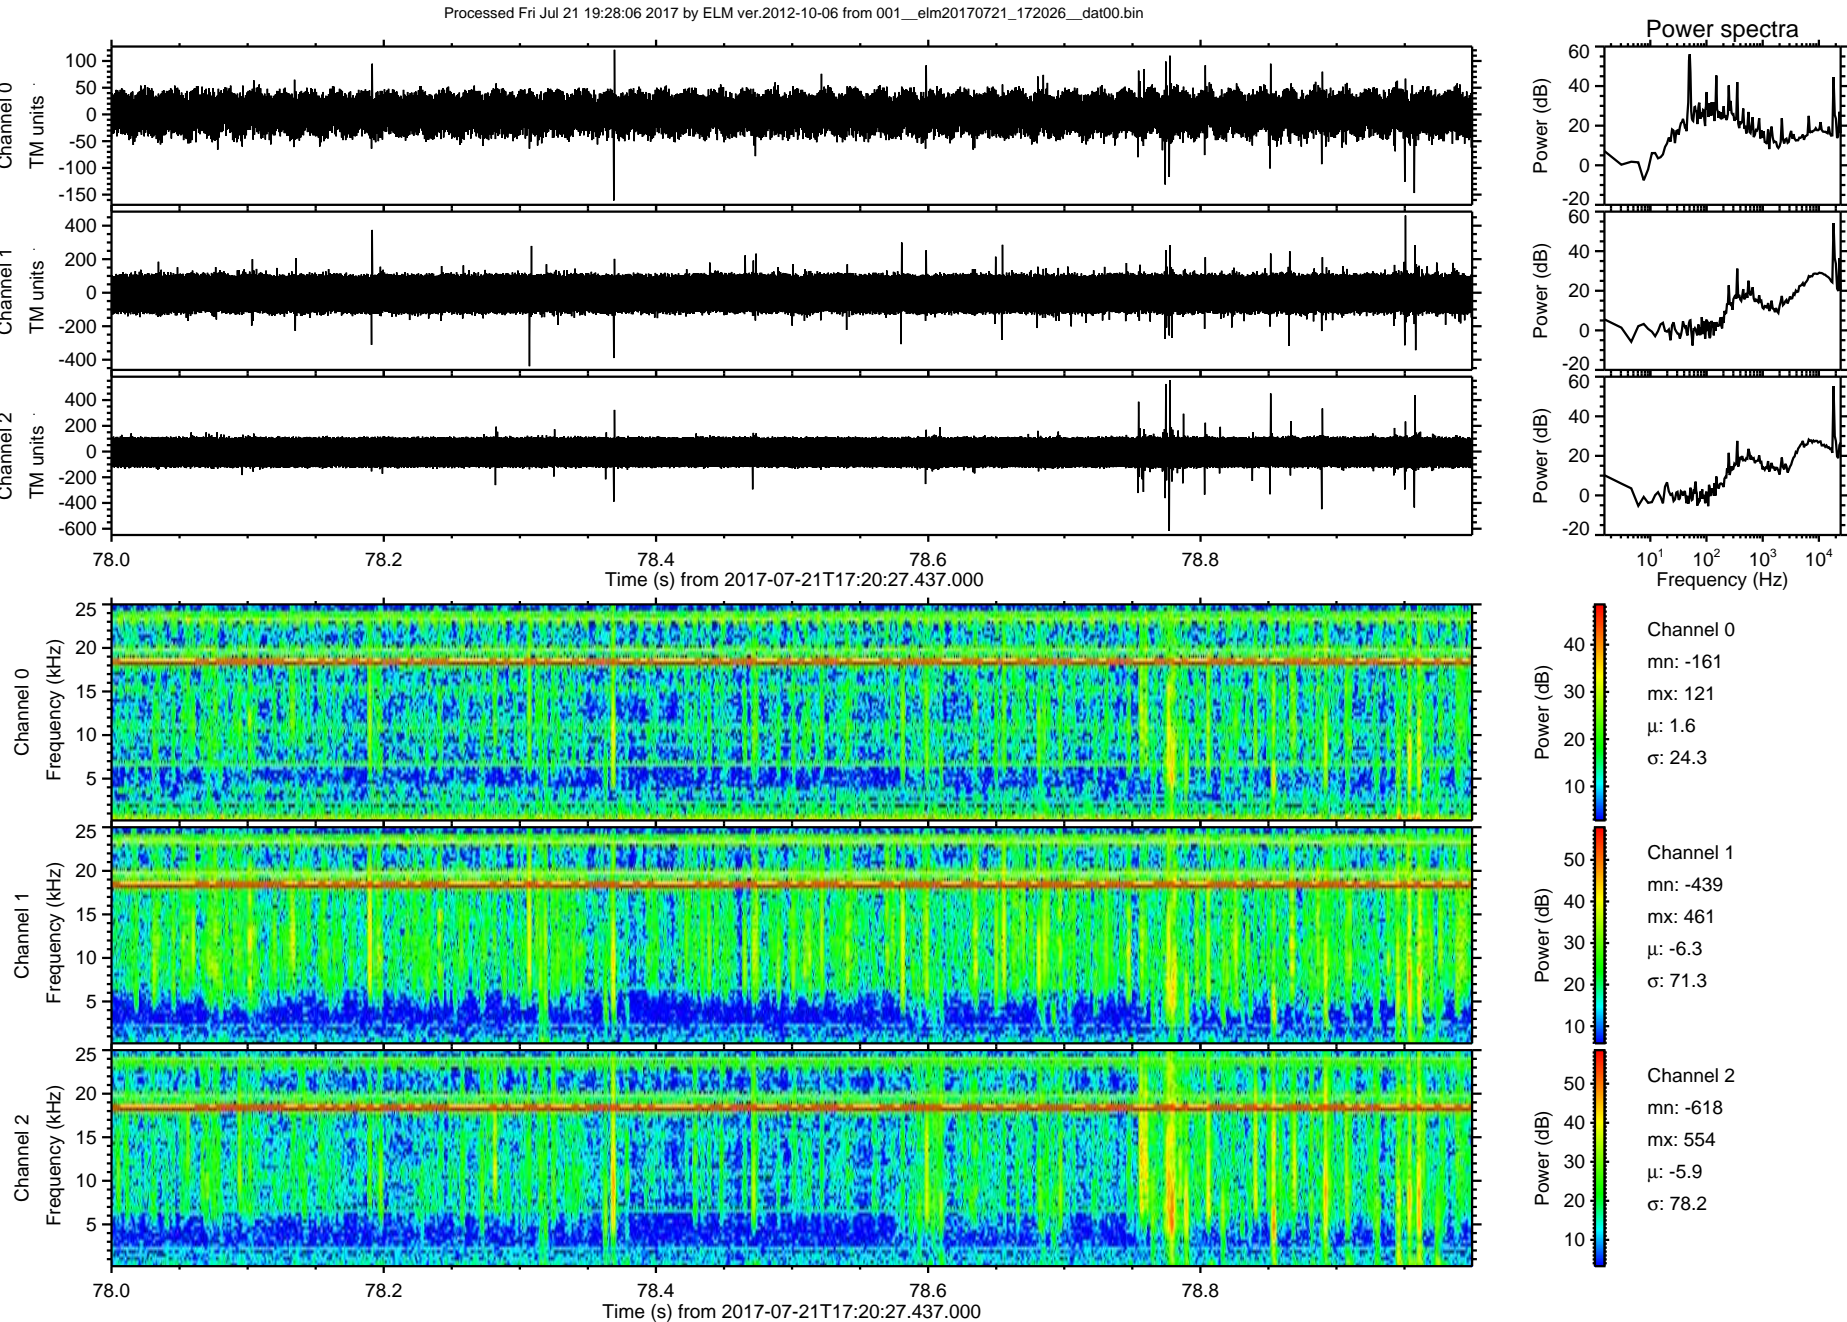 Processed Fri Jul 21 19:28:06 2017 by ELM ver.2012-10-06 from 001__elm20170721_172026__dat00.bin
Power spectra
Channel 0
TM units
100
50
0
-50
-100
-150
Power (dB)
60
40
20
0
-20
Channel 1
TM units
400
200
0
-200
-400
Power (dB)
60
40
20
0
-20
Channel 2
TM units
400
200
0
-200
-400
-600
Power (dB)
60
40
20
0
-20
78.0 78.2 78.4 78.6 78.8
Time (s) from 2017-07-21T17:20:27.437.000
10¹ 10² 10³ 10⁴
Frequency (Hz)
Channel 0
Frequency (kHz)
25
20
15
10
5
Power (dB)
40
30
20
10
Channel 0
mn: -161
mx: 121
μ: 1.6
σ: 24.3
Channel 1
Frequency (kHz)
25
20
15
10
5
Power (dB)
50
40
30
20
10
Channel 1
mn: -439
mx: 461
μ: -6.3
σ: 71.3
Channel 2
Frequency (kHz)
25
20
15
10
5
Power (dB)
50
40
30
20
10
Channel 2
mn: -618
mx: 554
μ: -5.9
σ: 78.2
78.0 78.2 78.4 78.6 78.8
Time (s) from 2017-07-21T17:20:27.437.000